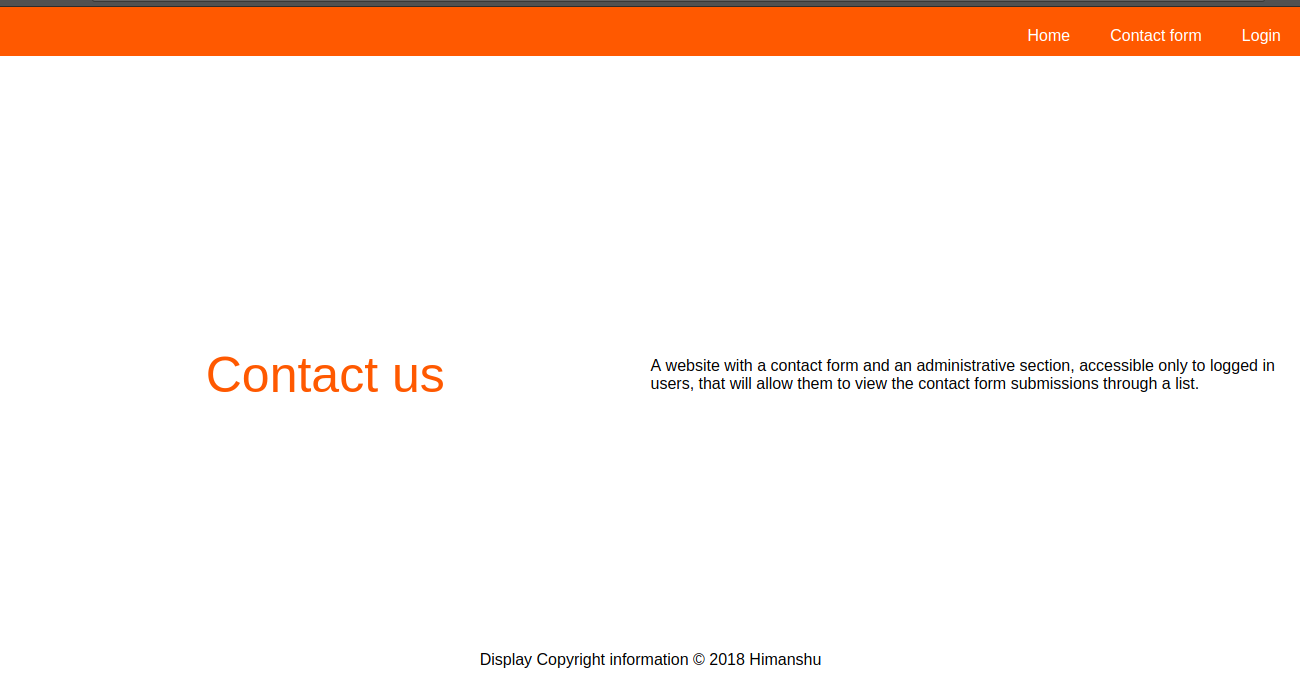 Home Contact form Login
Contact us
A website with a contact form and an administrative section, accessible only to logged in
users, that will allow them to view the contact form submissions through a list.
Display Copyright information © 2018 Himanshu